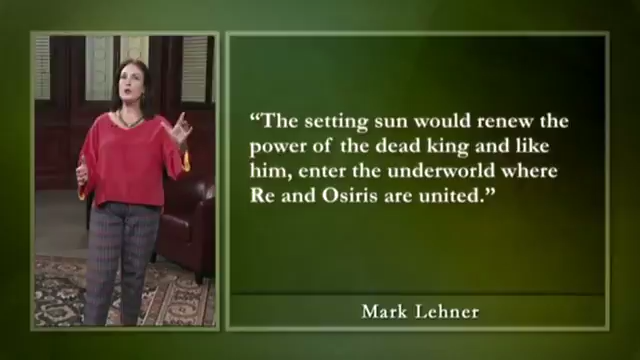 “The setting sun would renew the
power of the dead king and like
him, enter the underworld where
Re and Osiris are united.”
Mark Lehner